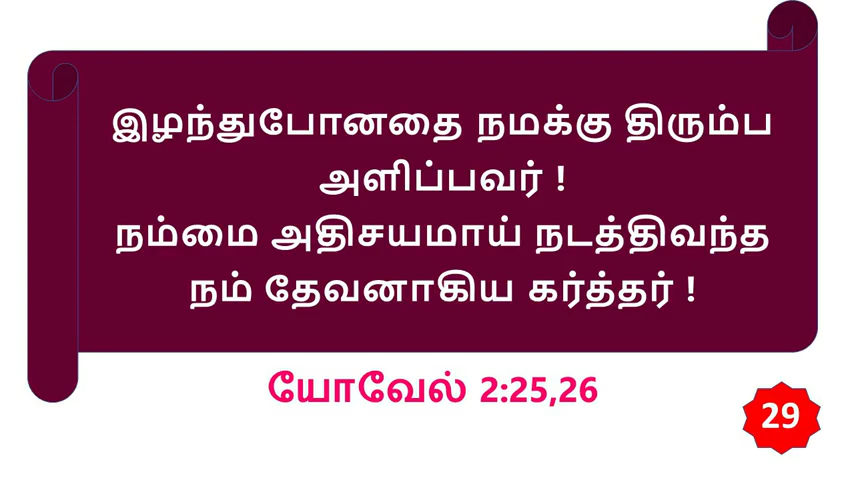 இழந்துபோனதை நமக்கு திரும்ப
அளிப்பவர் !
நம்மை அதிசயமாய் நடத்திவந்த
நம் தேவனாகிய கர்த்தர் !
யோவேல் 2:25,26
29